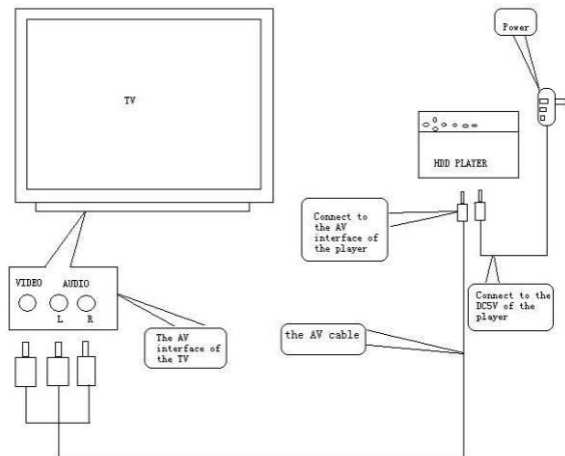 Power
TV
HDD PLAYER
Connect to
the AV
interface of
the player
VIDEO AUDIO
L R
Connect to the
DC5V of the
player
The AV
interface of
the TV
the AV cable